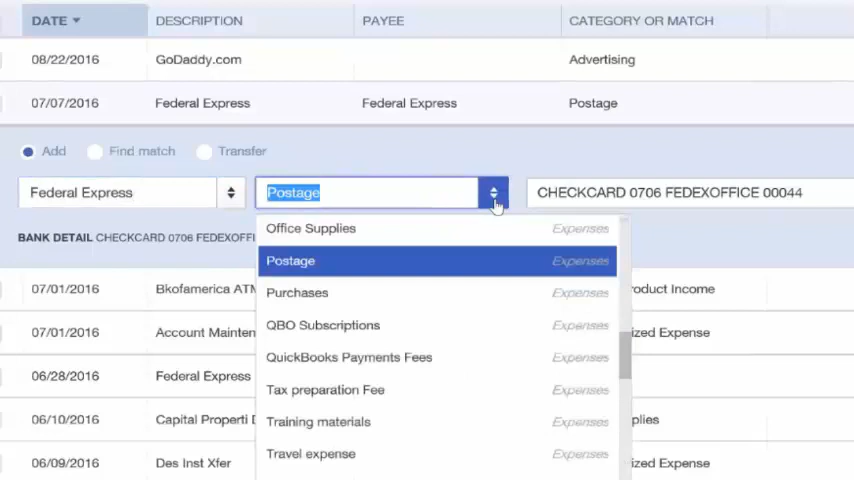 DATE DESCRIPTION PAYEE CATEGORY OR MATCH
08/22/2016 GoDaddy.com Advertising
07/07/2016 Federal Express Federal Express Postage
Add Find match Transfer
Federal Express Postage CHECKCARD 0706 FEDEXOFFICE 00044
BANK DETAIL CHECKCARD 0706 FEDEXOFFI
Office Supplies Expenses
Postage Expenses
Purchases Expenses
QBO Subscriptions Expenses
QuickBooks Payments Fees Expenses
Tax preparation Fee Expenses
Training materials Expenses
Travel expense Expenses
07/01/2016 Bkofamerica ATM roduct Income
07/01/2016 Account Mainten ized Expense
06/28/2016 Federal Express
06/10/2016 Capital Properti plies
06/09/2016 Des Inst Xfer ized Expense